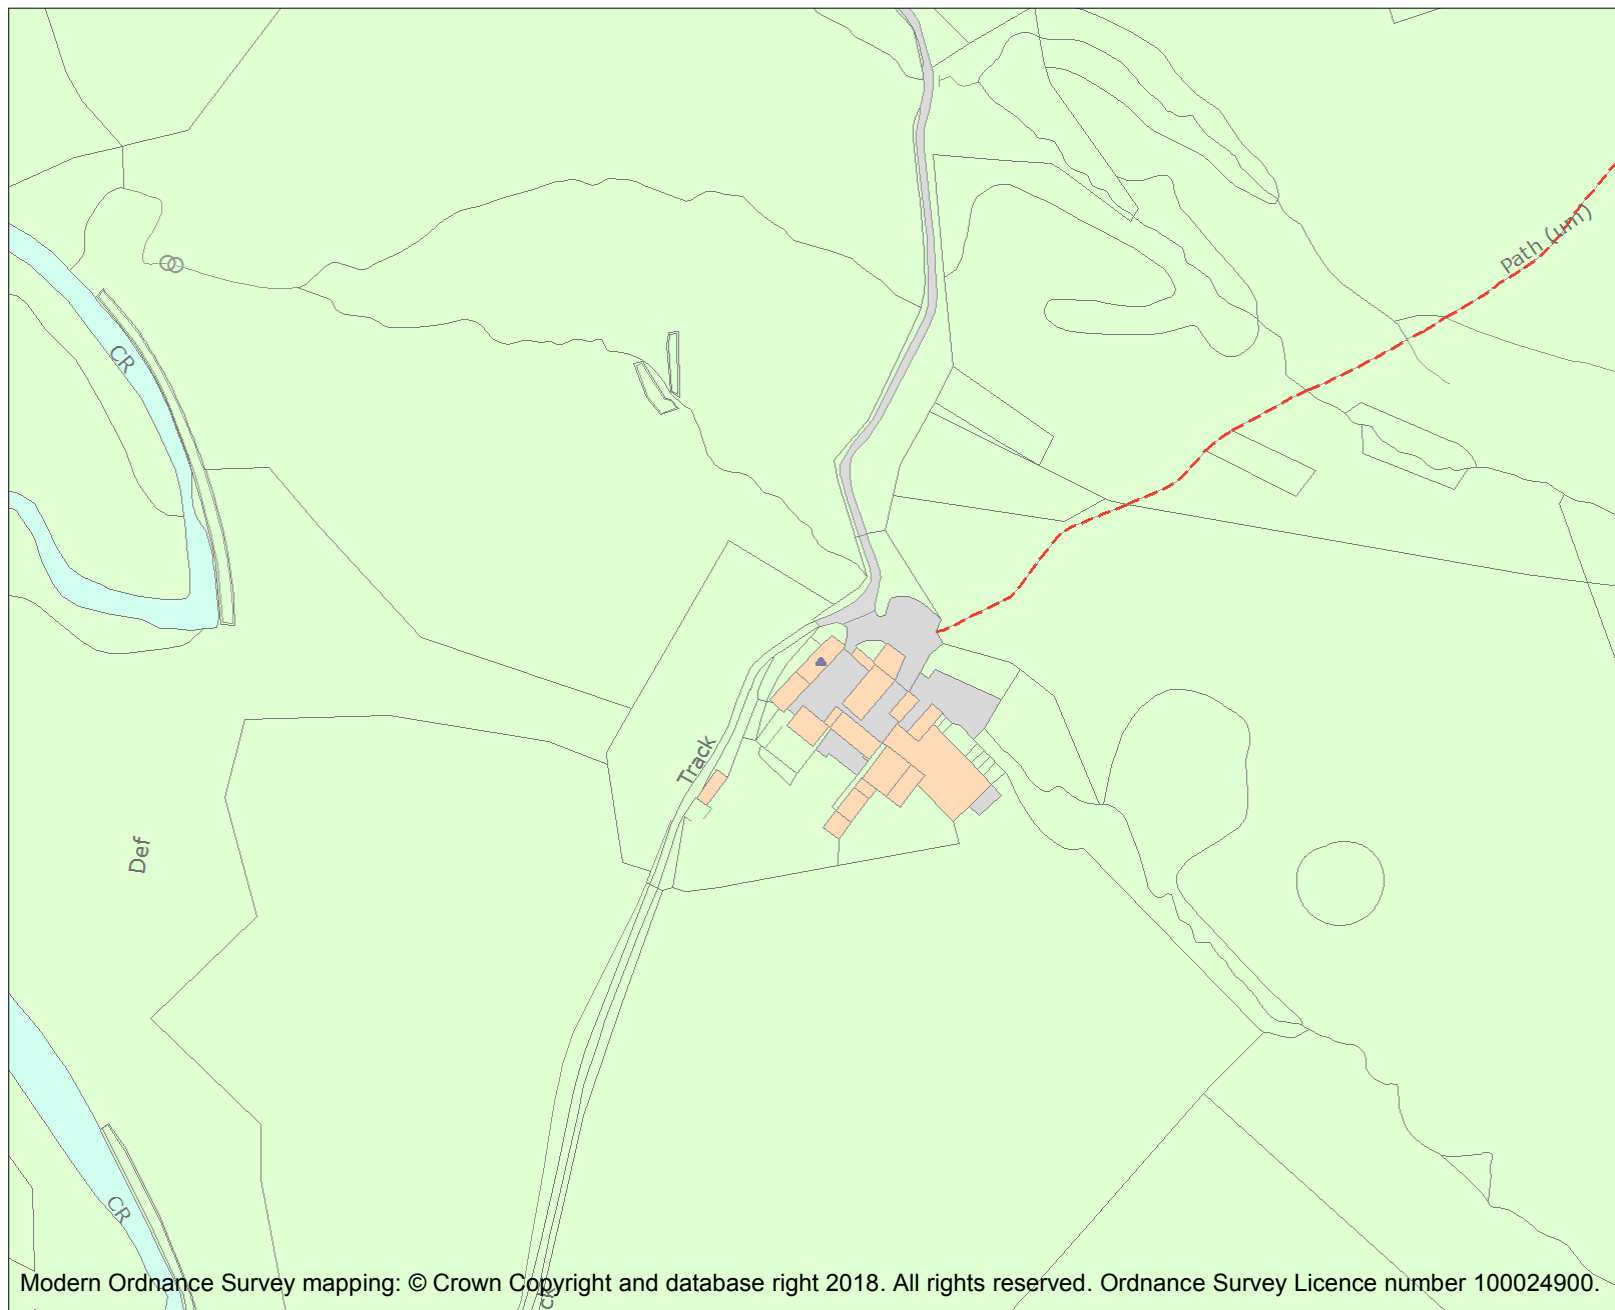 Path (um)
CR
Track
Def
CR
ck
Modern Ordnance Survey mapping: © Crown Copyright and database right 2018. All rights reserved. Ordnance Survey Licence number 100024900.